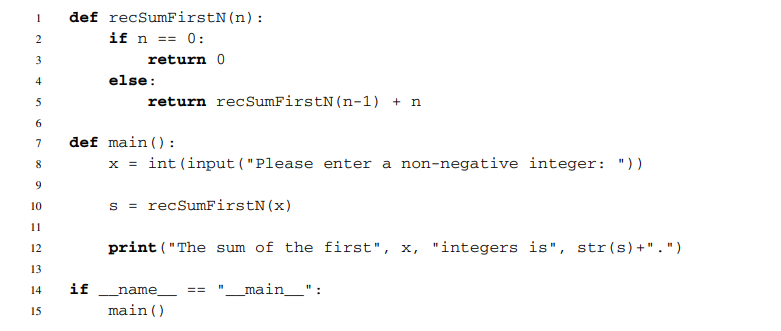 1 def recSumFirstN(n):
2     if n == 0:
3         return 0
4     else:
5         return recSumFirstN(n-1) + n
6
7 def main():
8     x = int(input("Please enter a non-negative integer: "))
9
10     s = recSumFirstN(x)
11
12     print("The sum of the first", x, "integers is", str(s)+".")
13
14 if __name__ == "__main__":
15     main()